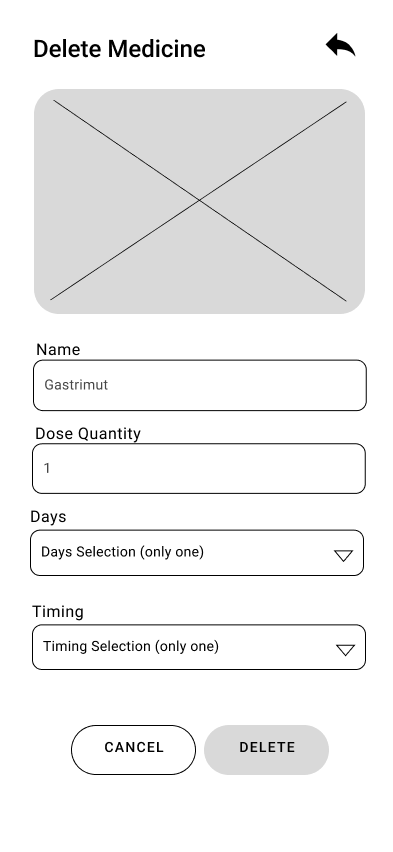 Delete Medicine
Name
Gastrimut
Dose Quantity
1
Days
Days Selection (only one)
Timing
Timing Selection (only one)
CANCEL
DELETE